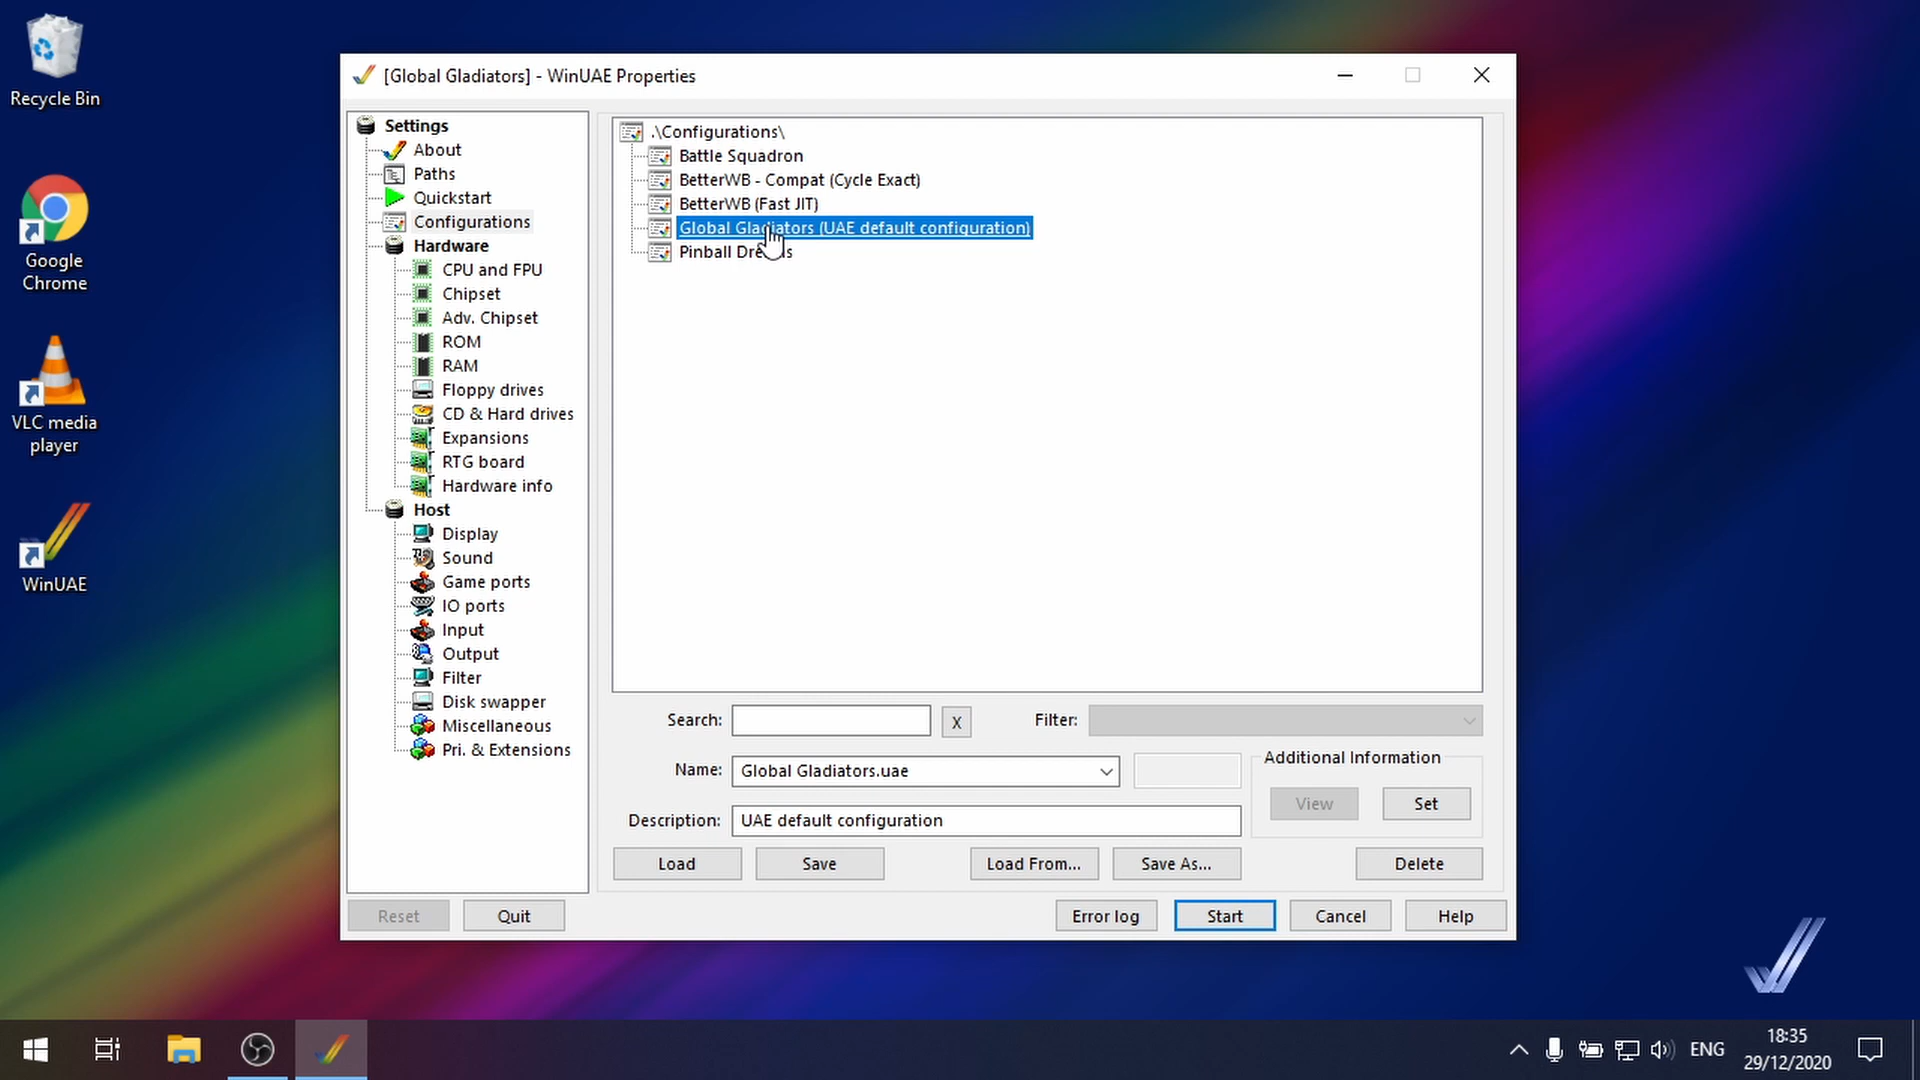 Recycle Bin
Google
Chrome
VLC media
player
WinUAE
[Global Gladiators] - WinUAE Properties
Settings
About
Paths
Quickstart
Configurations
Hardware
CPU and FPU
Chipset
Adv. Chipset
ROM
RAM
Floppy drives
CD & Hard drives
Expansions
RTG board
Hardware info
Host
Display
Sound
Game ports
IO ports
Input
Output
Filter
Disk swapper
Miscellaneous
Pri. & Extensions
.\Configurations\
Battle Squadron
BetterWB - Compat (Cycle Exact)
BetterWB (Fast JIT)
Global Gladiators (UAE default configuration)
Pinball Dreams
Search:
X
Filter:
Name:
Global Gladiators.uae
Additional Information
View
Set
Description:
UAE default configuration
Load
Save
Load From...
Save As...
Delete
Reset
Quit
Error log
Start
Cancel
Help
ENG
18:35
29/12/2020